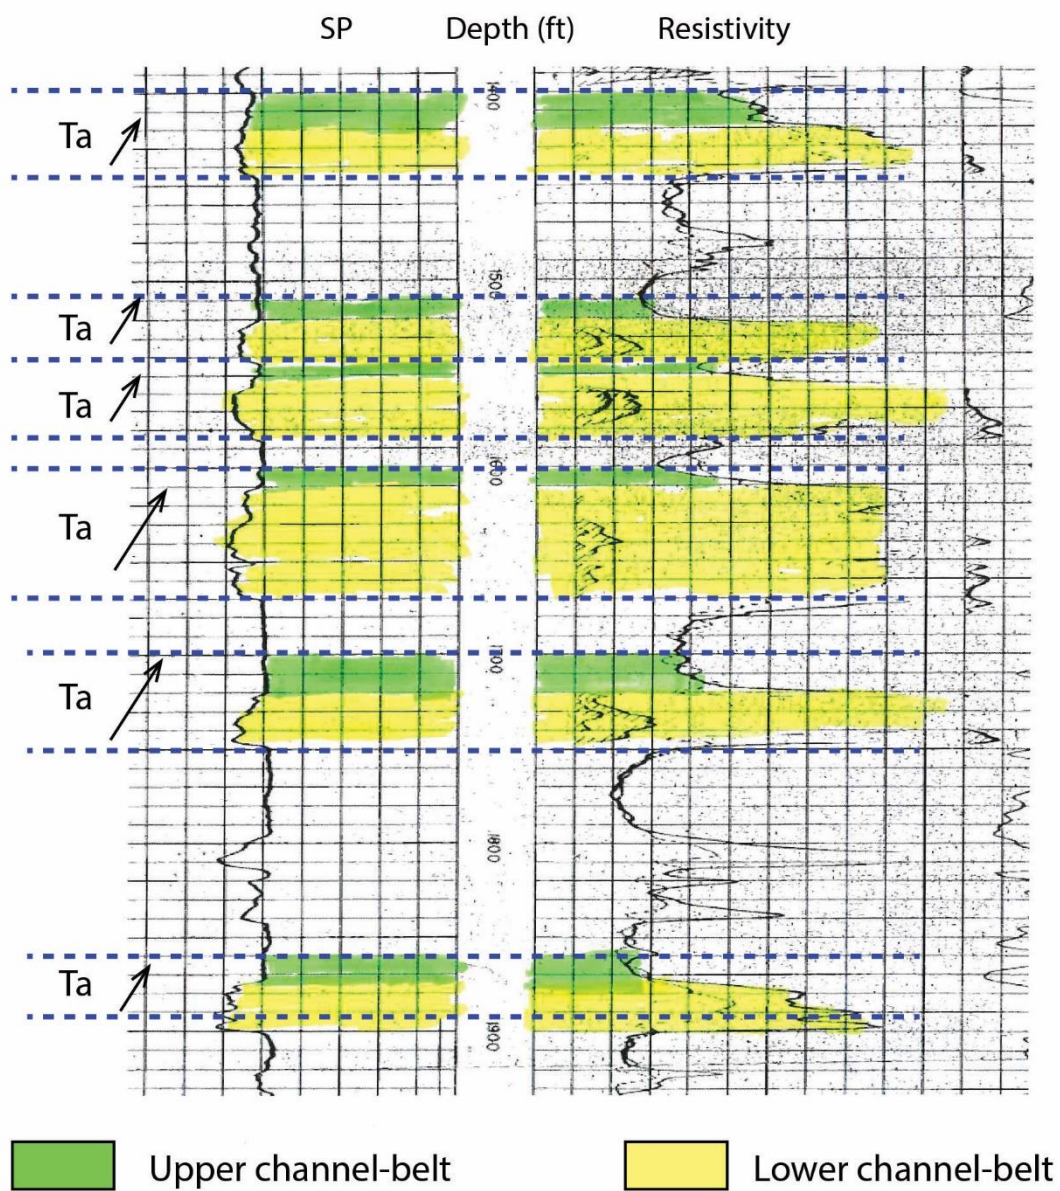 SP Depth (ft) Resistivity
1400
Ta
1500
Ta
Ta
1600
Ta
1700
Ta
1800
Ta
1900
Upper channel-belt Lower channel-belt